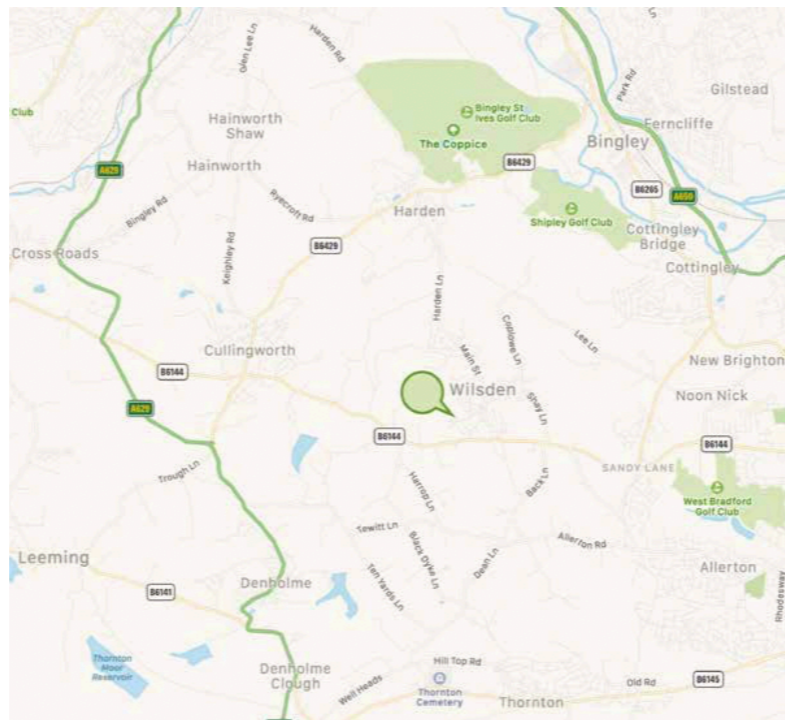 Harden Rd
Glen Lee Ln
Ln
Park Rd
Gilstead
Club
Bingley St
Ives Golf Club
Hainworth
Shaw
Ferncliffe
The Coppice
Bingley
Hainworth
B6429
A629
B6265
A650
Ryecroft Rd
Bingley Rd
Harden
Shipley Golf Club
Cottingley
Bridge
Cross Roads
B6429
Keighley Rd
Cottingley
Harden Ln
Coplowe Ln
Lee Ln
Cullingworth
Main St
New Brighton
B6144
Wilsden
Noon Nick
Shay Ln
A629
B6144
B6144
SANDY LANE
Trough Ln
Harrop Ln
Back Ln
West Bradford
Golf Club
Tewitt Ln
Allerton Rd
Leeming
Black Dyke Ln
Dean Ln
Allerton
Ten Yards Ln
Denholme
B6141
Rhodesway
Thornton
Moor
Reservoir
Hill Top Rd
Denholme
Clough
Well Heads
Thornton
Cemetery
Old Rd
B6145
Thornton